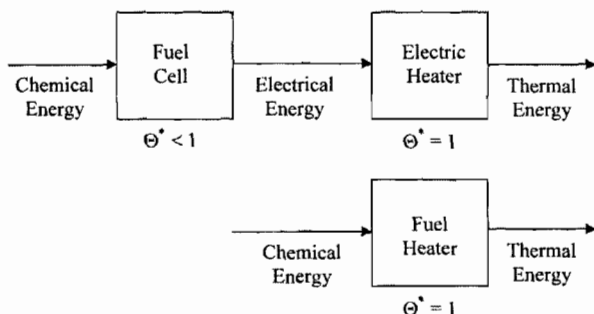 Fuel
Cell
Electric
Heater
Chemical
Energy
Electrical
Energy
Thermal
Energy
Θ* < 1
Θ* = 1
Fuel
Heater
Chemical
Energy
Thermal
Energy
Θ* = 1